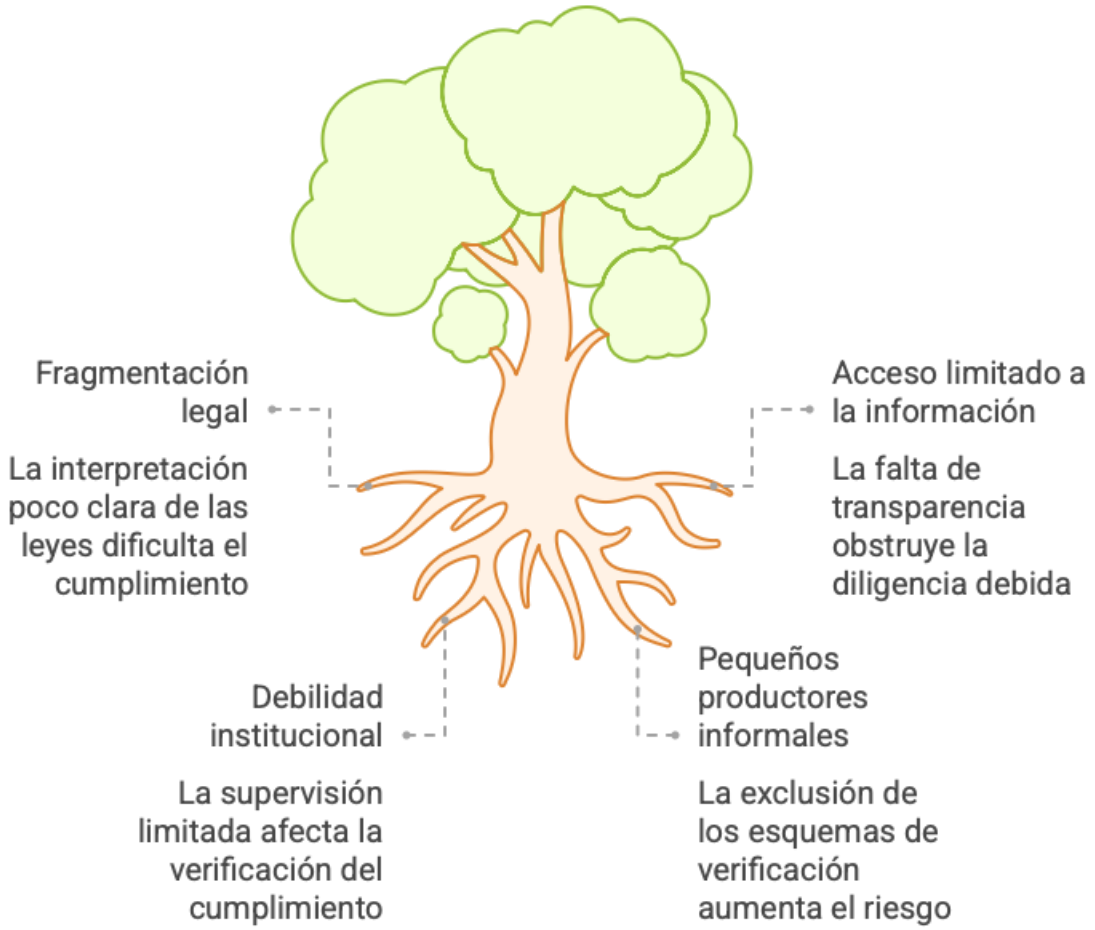 Fragmentación
legal
La interpretación
poco clara de las
leyes dificulta el
cumplimiento
Debilidad
institucional
La supervisión
limitada afecta la
verificación del
cumplimiento
Acceso limitado a
la información
La falta de
transparencia
obstruye la
diligencia debida
Pequeños
productores
informales
La exclusión de
los esquemas de
verificación
aumenta el riesgo